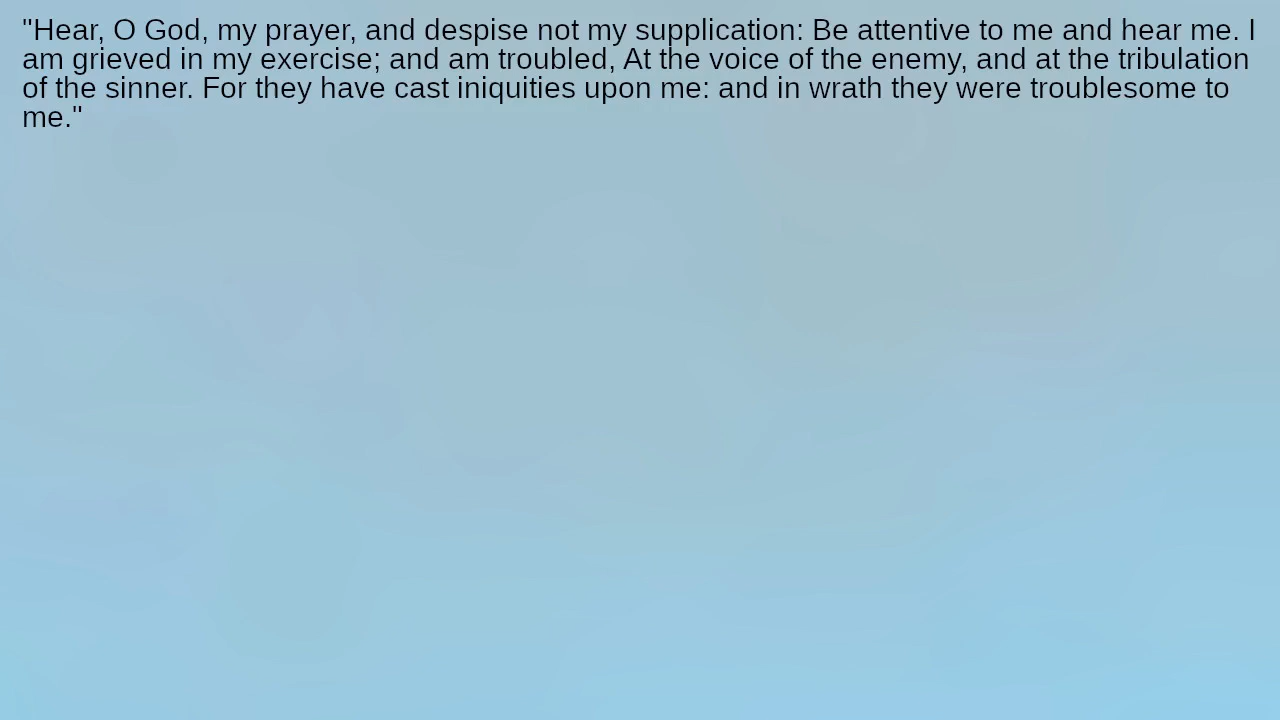 "Hear, O God, my prayer, and despise not my supplication: Be attentive to me and hear me. I
am grieved in my exercise; and am troubled, At the voice of the enemy, and at the tribulation
of the sinner. For they have cast iniquities upon me: and in wrath they were troublesome to
me."